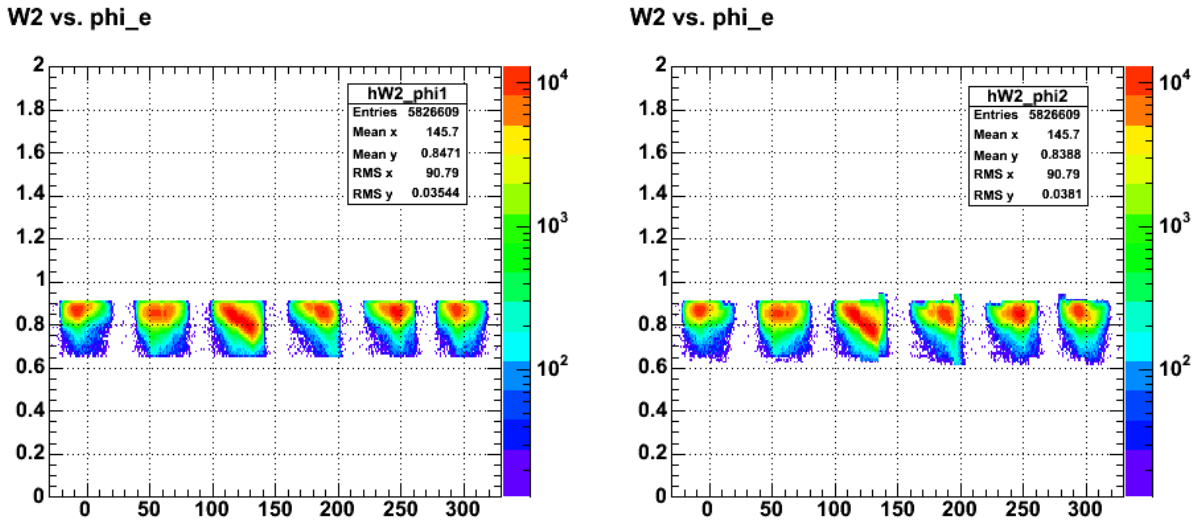 W2 vs. phi_e
2
1.8
1.6
1.4
1.2
1
0.8
0.6
0.4
0.2
0
0 50 100 150 200 250 300
hW2_phi1
Entries 5826609
Mean x 145.7
Mean y 0.8471
RMS x 90.79
RMS y 0.03544
10⁴
10³
10²
W2 vs. phi_e
2
1.8
1.6
1.4
1.2
1
0.8
0.6
0.4
0.2
0
0 50 100 150 200 250 300
hW2_phi2
Entries 5826609
Mean x 145.7
Mean y 0.8388
RMS x 90.79
RMS y 0.0381
10⁴
10³
10²